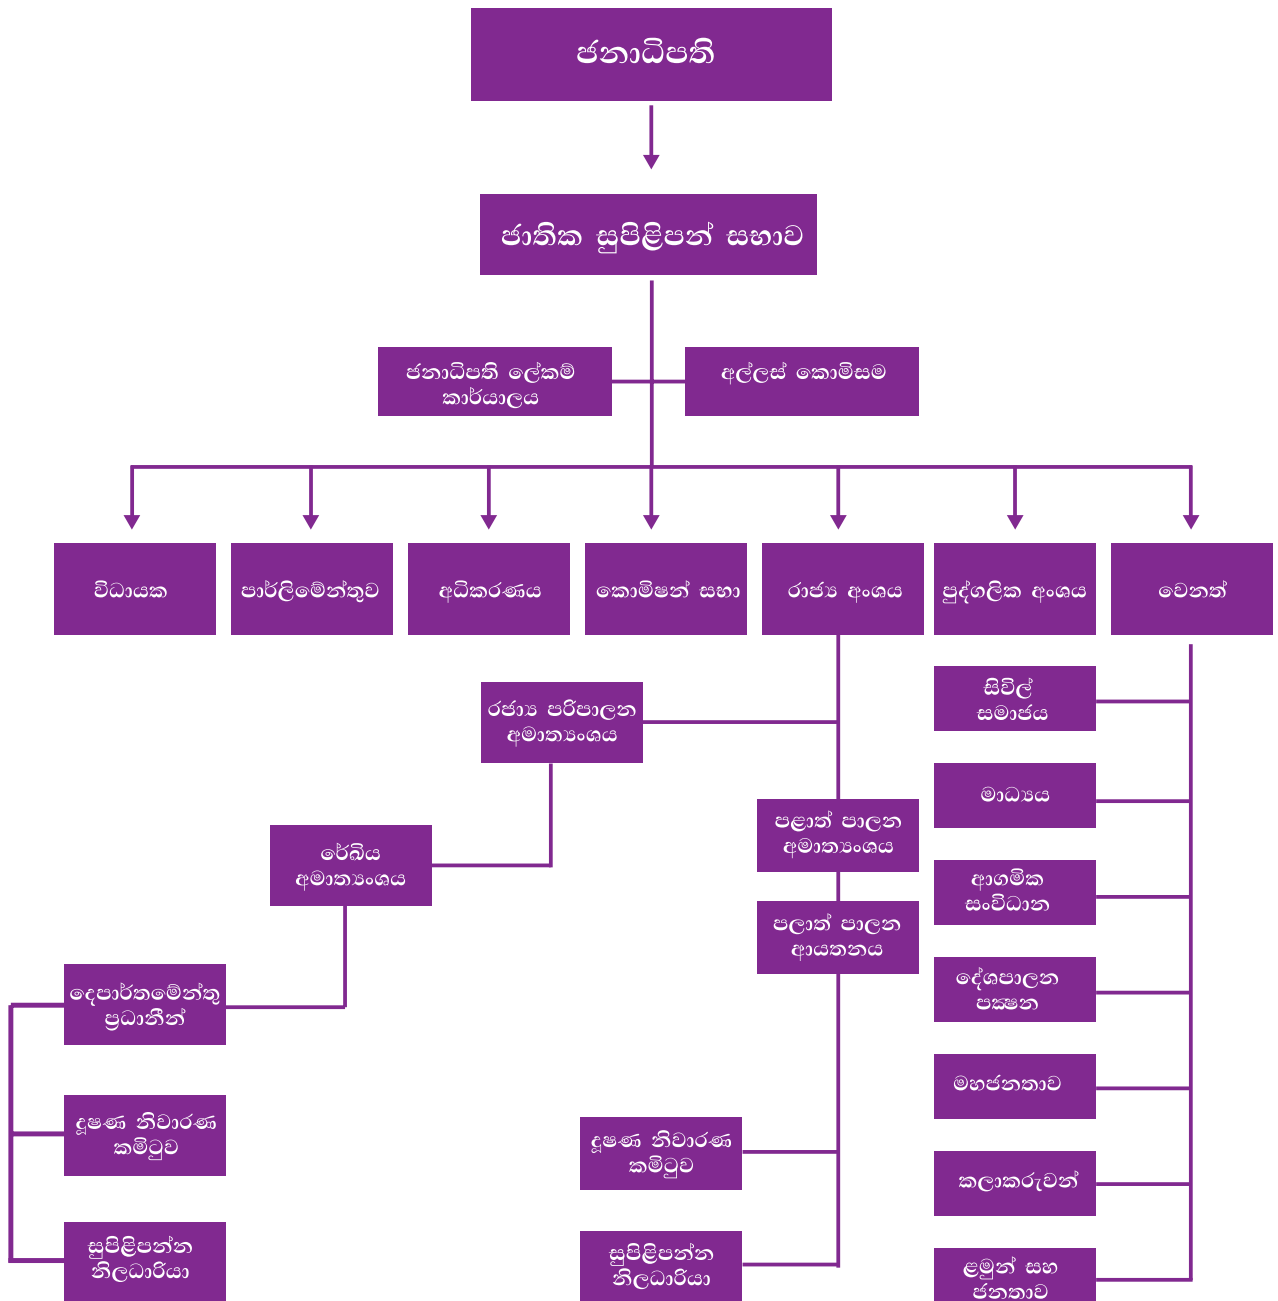 ජනාධිපති
ජාතික සුපිළිපන් සභාව
ජනාධිපති ලේකම්
කාර්යාලය
අල්ලස් කොමිසම
විධායක
පාර්ලිමේන්තුව
අධිකරණය
කොමිෂන් සභා
රාජ්‍ය අංශය
පුද්ගලික අංශය
වෙනත්
රජ්‍ය පරිපාලන
අමාත්‍යංශය
රේඛීය
අමාත්‍යංශය
දෙපාර්තමේන්තු
ප්‍රධානීන්
දූෂණ නිවාරණ
කමිටුව
සුපිළිපන්න
නිලධාරියා
පළාත් පාලන
අමාත්‍යංශය
පලාත් පාලන
ආයතනය
දූෂණ නිවාරණ
කමිටුව
සුපිළිපන්න
නිලධාරියා
සිවිල්
සමාජය
මාධ්‍යය
ආගමික
සංවිධාන
දේශපාලන
පක්‍ෂන
මහජනතාව
කලාකරුවන්
ළමුන් සහ
ජනතාව